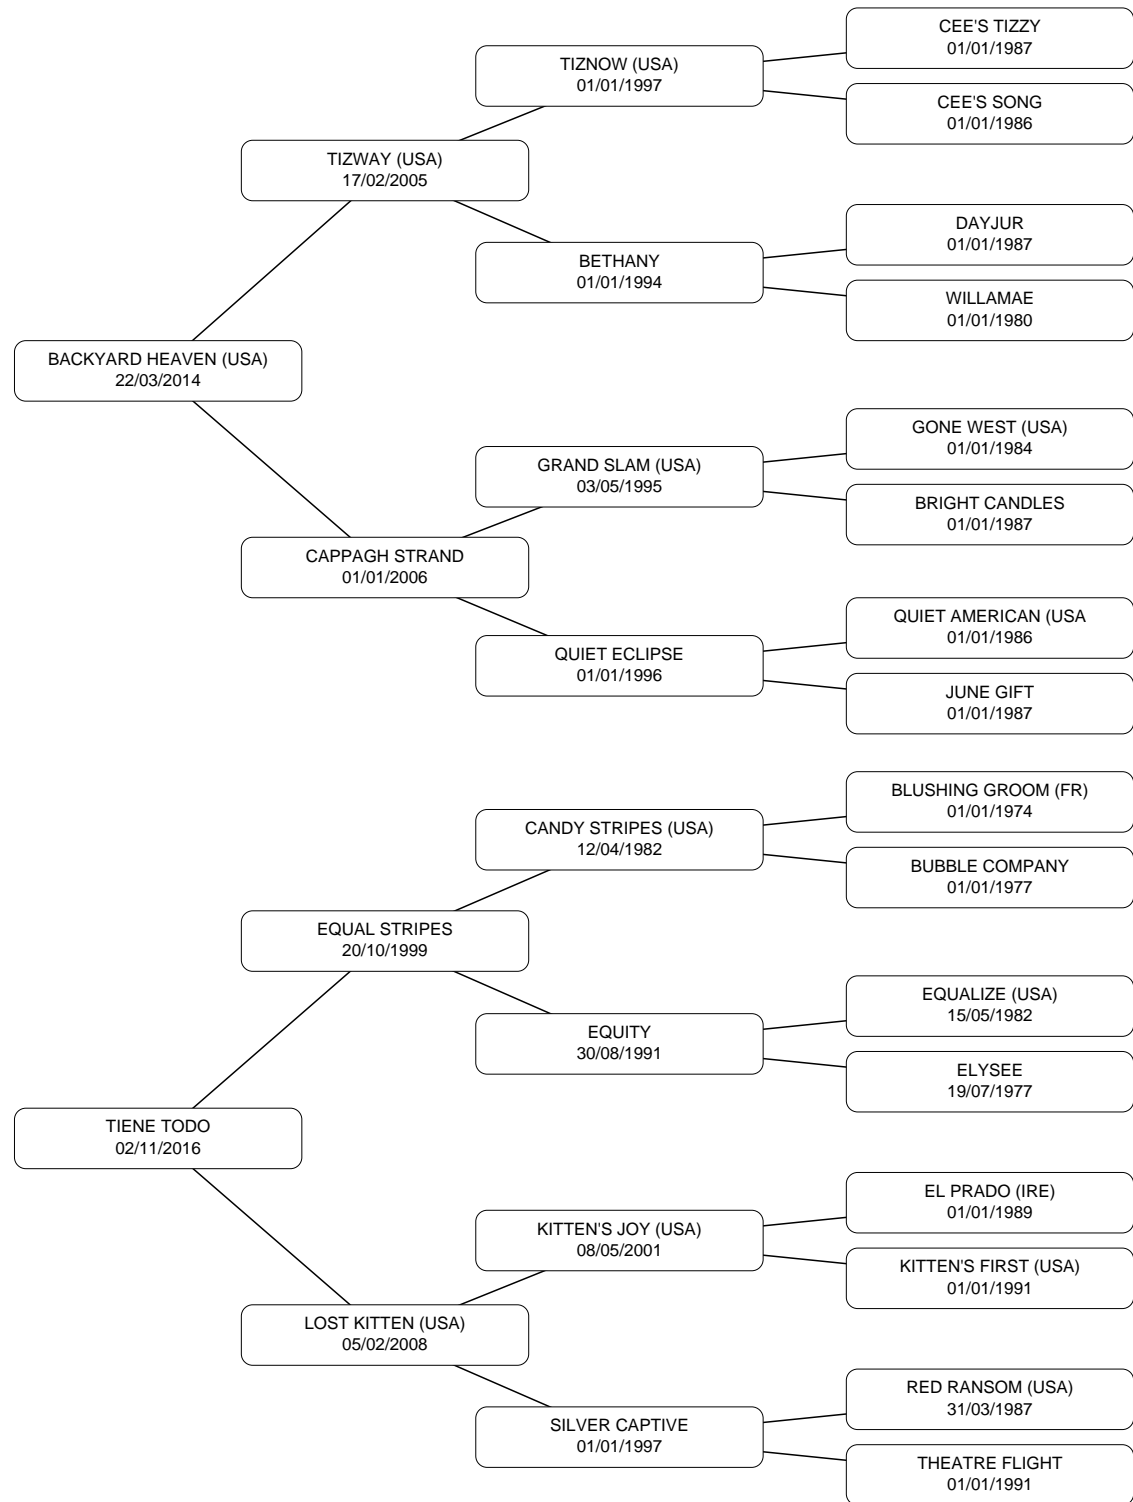 CEE'S TIZZY
01/01/1987
TIZNOW (USA)
01/01/1997
CEE'S SONG
01/01/1986
TIZWAY (USA)
17/02/2005
DAYJUR
01/01/1987
BETHANY
01/01/1994
WILLAMAE
01/01/1980
BACKYARD HEAVEN (USA)
22/03/2014
GONE WEST (USA)
01/01/1984
GRAND SLAM (USA)
03/05/1995
BRIGHT CANDLES
01/01/1987
CAPPAGH STRAND
01/01/2006
QUIET AMERICAN (USA
01/01/1986
QUIET ECLIPSE
01/01/1996
JUNE GIFT
01/01/1987
BLUSHING GROOM (FR)
01/01/1974
CANDY STRIPES (USA)
12/04/1982
BUBBLE COMPANY
01/01/1977
EQUAL STRIPES
20/10/1999
EQUALIZE (USA)
15/05/1982
EQUITY
30/08/1991
ELYSEE
19/07/1977
TIENE TODO
02/11/2016
EL PRADO (IRE)
01/01/1989
KITTEN'S JOY (USA)
08/05/2001
KITTEN'S FIRST (USA)
01/01/1991
LOST KITTEN (USA)
05/02/2008
RED RANSOM (USA)
31/03/1987
SILVER CAPTIVE
01/01/1997
THEATRE FLIGHT
01/01/1991